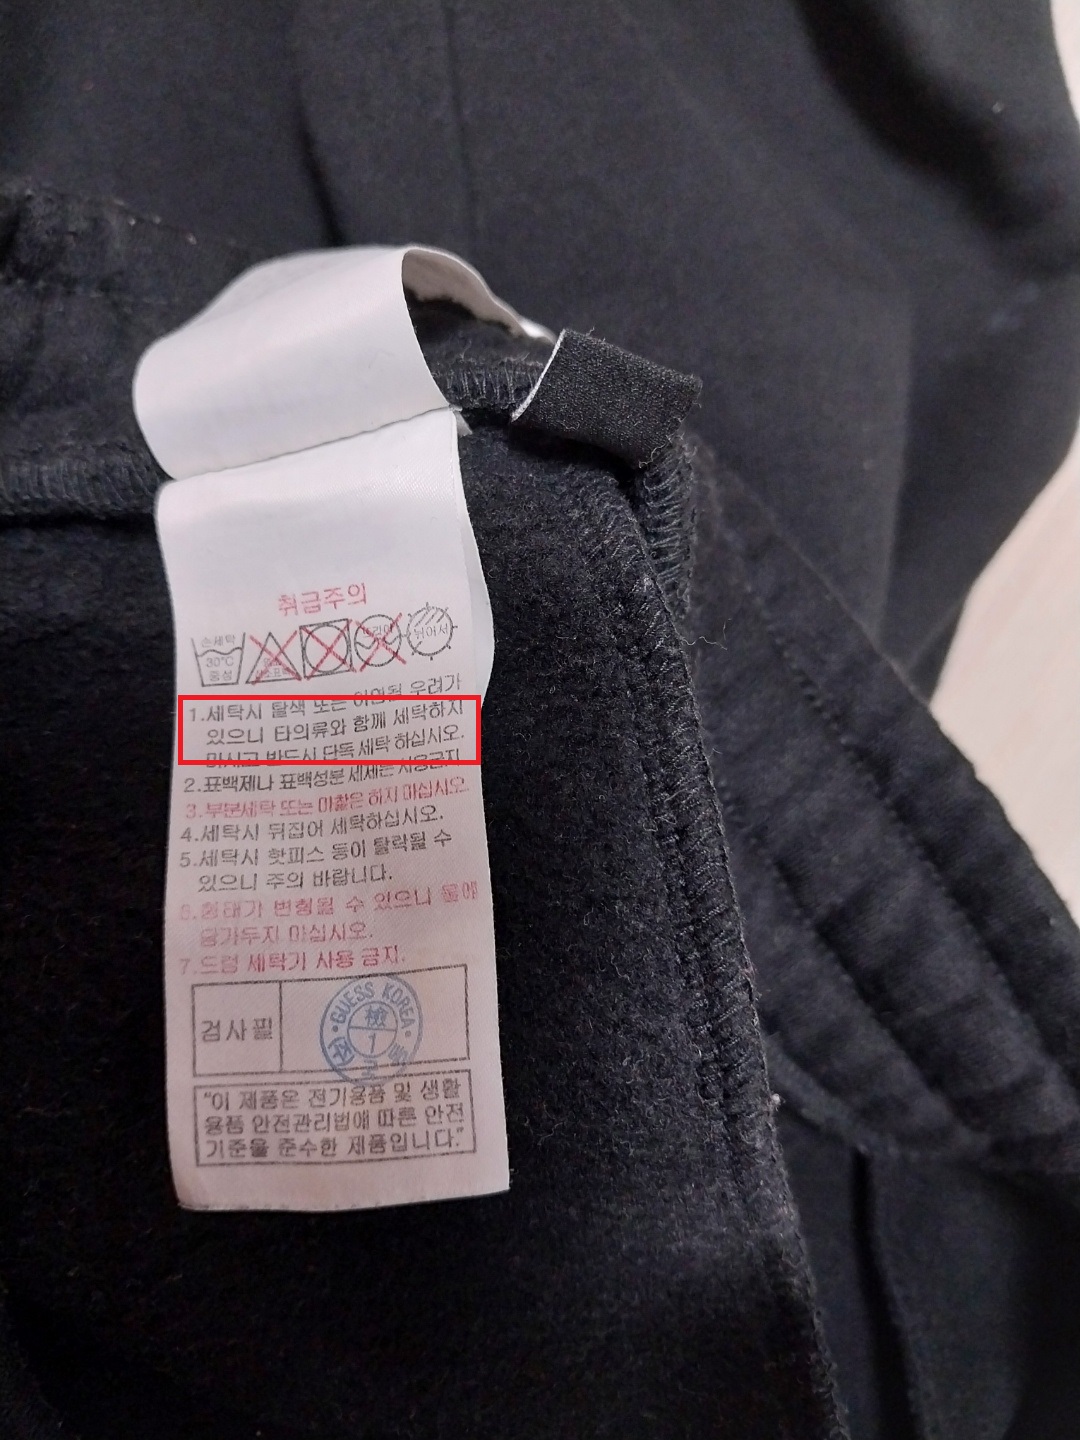 취급주의
손세탁
30°C
중성
뉘어서
1.세탁시 탈색 또는 이염될 우려가
있으니 타의류와 함께 세탁하지
마시고 반드시 단독 세탁 하십시오.
2.표백제나 표백성분 세제는 사용금지
3.부분세탁 또는 마찰은 하지 마십시오.
4.세탁시 뒤집어 세탁하십시오.
5.세탁시 핫피스 등이 탈락될 수
있으니 주의 바랍니다.
6.형태가 변형될 수 있으니 물에
담가두지 마십시오.
7.드럼 세탁기 사용 금지.
검사필
GUESS KOREA
檢
1
"이 제품은 전기용품 및 생활
용품 안전관리법에 따른 안전
기준을 준수한 제품입니다."